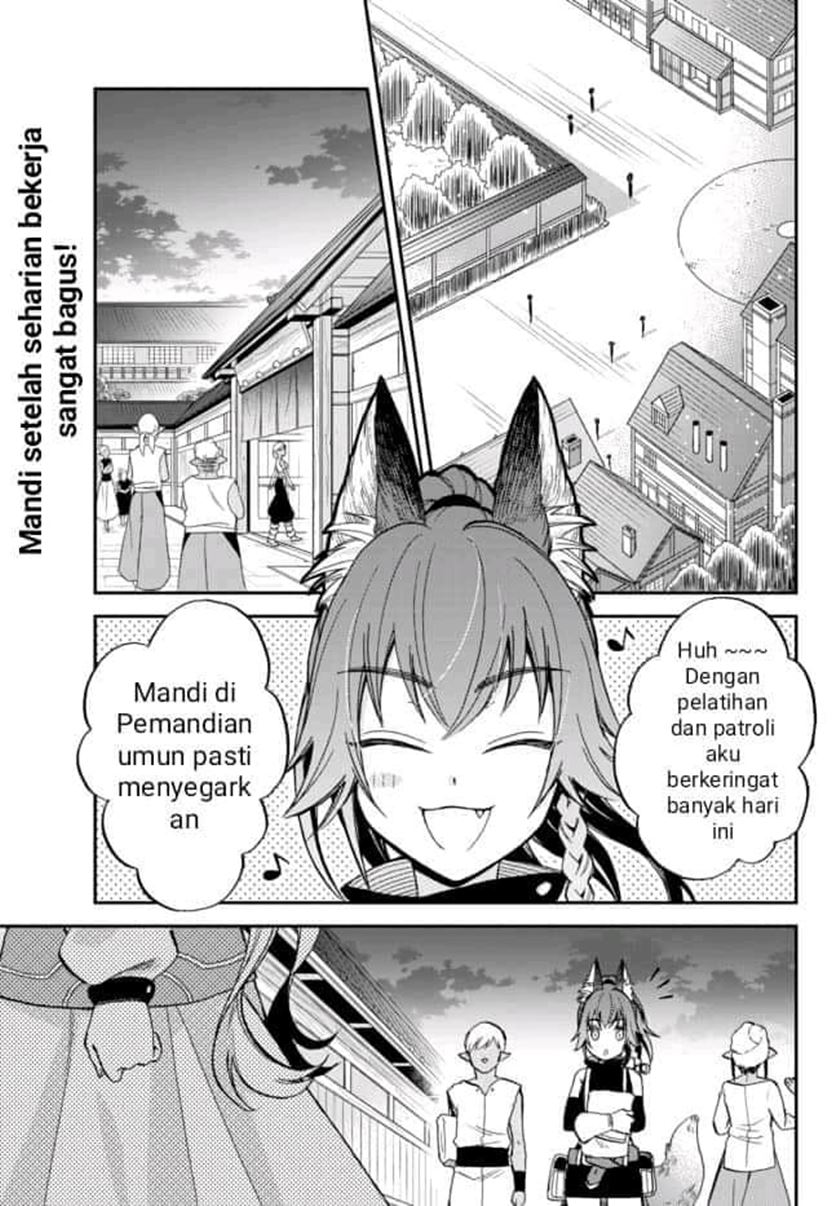 Mandi setelah seharian bekerja
sangat bagus!
Huh ~~~
Dengan
pelatihan
dan patroli
aku
berkeringat
banyak hari
ini
Mandi di
Pemandian
umun pasti
menyegark
an